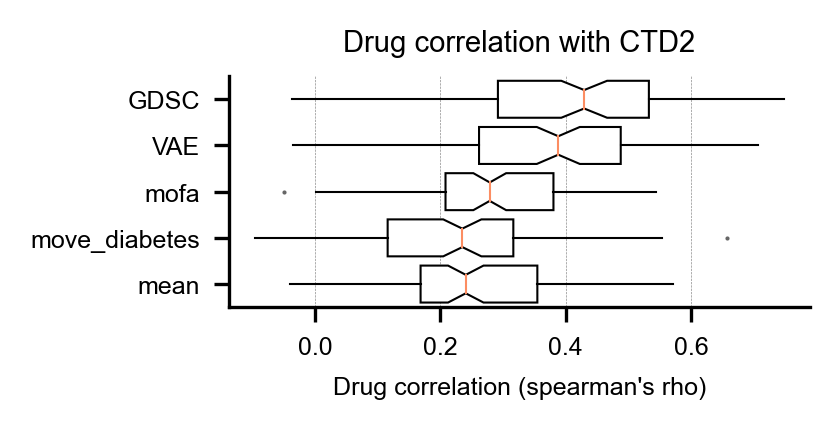 Drug correlation with CTD2
GDSC
VAE
mofa
move_diabetes
mean
0.0 0.2 0.4 0.6
Drug correlation (spearman's rho)